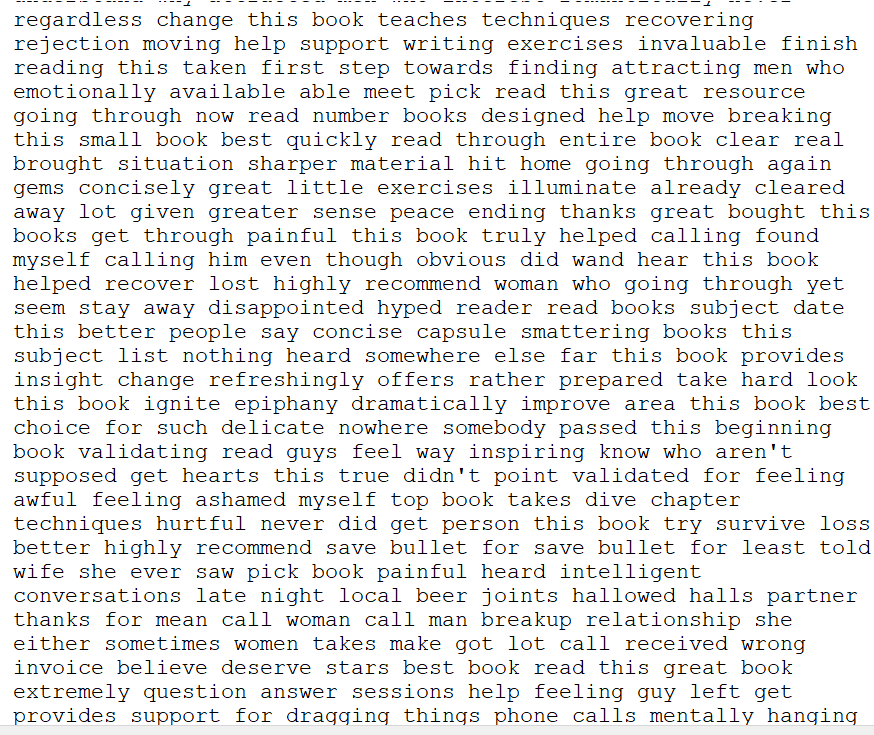 regardless change this book teaches techniques recovering
rejection moving help support writing exercises invaluable finish
reading this taken first step towards finding attracting men who
emotionally available able meet pick read this great resource
going through now read number books designed help move breaking
this small book best quickly read through entire book clear real
brought situation sharper material hit home going through again
gems concisely great little exercises illuminate already cleared
away lot given greater sense peace ending thanks great bought this
books get through painful this book truly helped calling found
myself calling him even though obvious did wand hear this book
helped recover lost highly recommend woman who going through yet
seem stay away disappointed hyped reader read books subject date
this better people say concise capsule smattering books this
subject list nothing heard somewhere else far this book provides
insight change refreshingly offers rather prepared take hard look
this book ignite epiphany dramatically improve area this book best
choice for such delicate nowhere somebody passed this beginning
book validating read guys feel way inspiring know who aren't
supposed get hearts this true didn't point validated for feeling
awful feeling ashamed myself top book takes dive chapter
techniques hurtful never did get person this book try survive loss
better highly recommend save bullet for save bullet for least told
wife she ever saw pick book painful heard intelligent
conversations late night local beer joints hallowed halls partner
thanks for mean call woman call man breakup relationship she
either sometimes women takes make got lot call received wrong
invoice believe deserve stars best book read this great book
extremely question answer sessions help feeling guy left get
provides support for dragging things phone calls mentally hanging